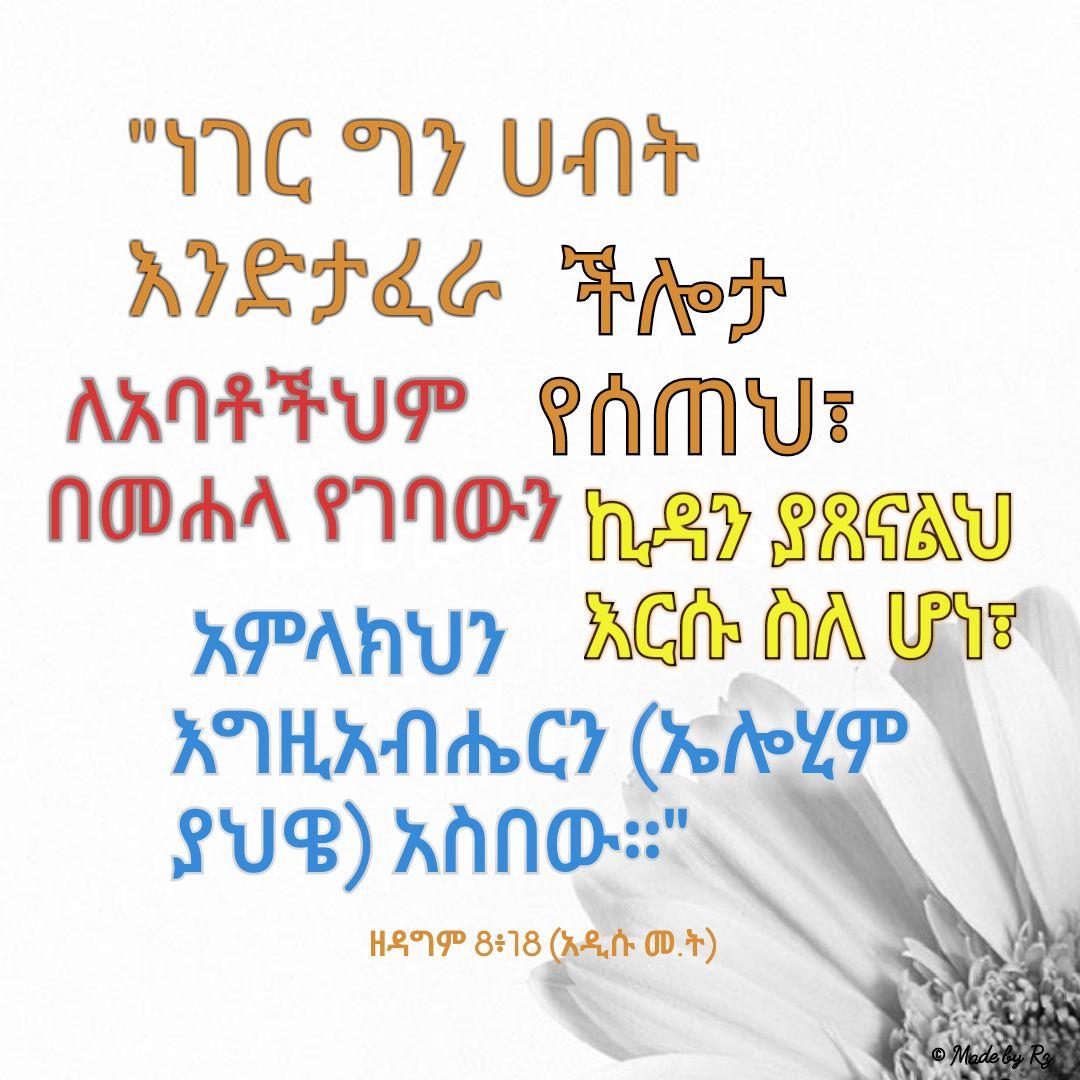 "ነገር ግን ሀብት
እንድታፈራ ችሎታ
የሰጠህ፣
ለአባቶችህም
በመሐላ የገባውን
ኪዳን ያጸናልህ
እርሱ ስለ ሆነ፣
አምላክህን
እግዚአብሔርን (ኤሎሂም
ያህዌ) አስበው።"
ዘዳግም 8፥18 (አዲሱ መ.ት)
© Made by Rz